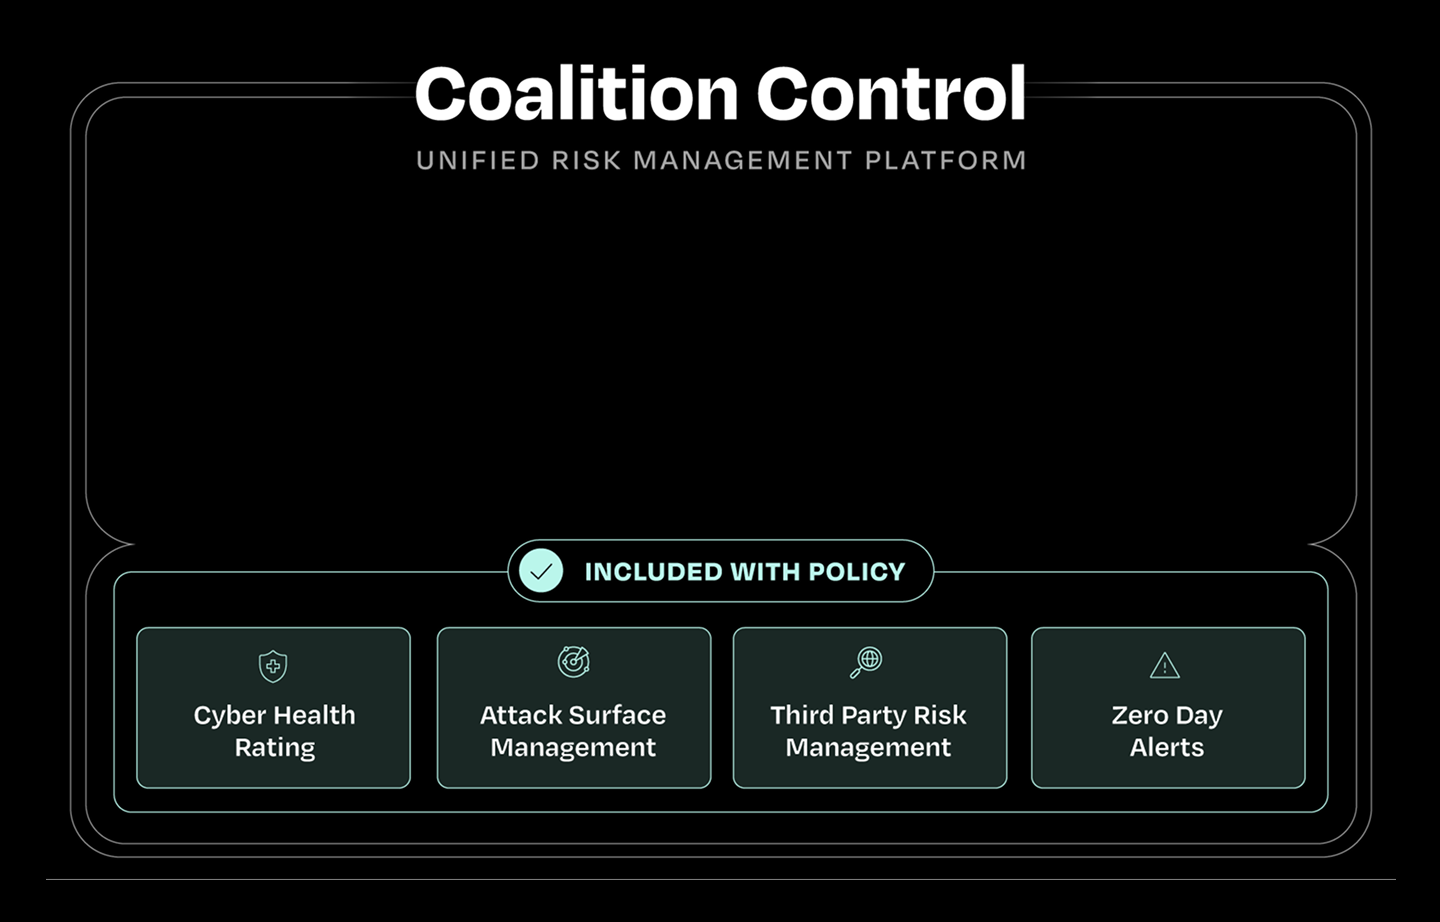 Coalition Control
UNIFIED RISK MANAGEMENT PLATFORM
INCLUDED WITH POLICY
Cyber Health
Rating
Attack Surface
Management
Third Party Risk
Management
Zero Day
Alerts